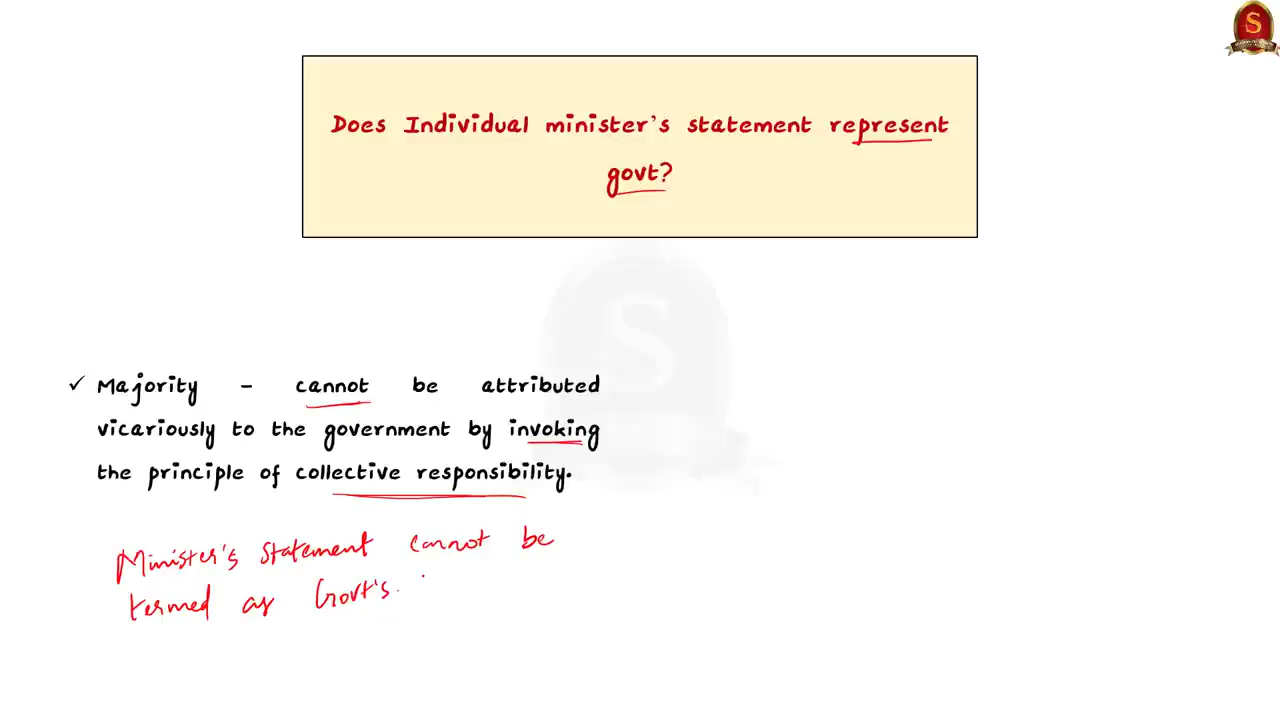 Does Individual minister's statement represent
govt?
✓ Majority - cannot be attributed
vicariously to the government by invoking
the principle of collective responsibility.
Minister's statement cannot be
termed as Govt's.
S